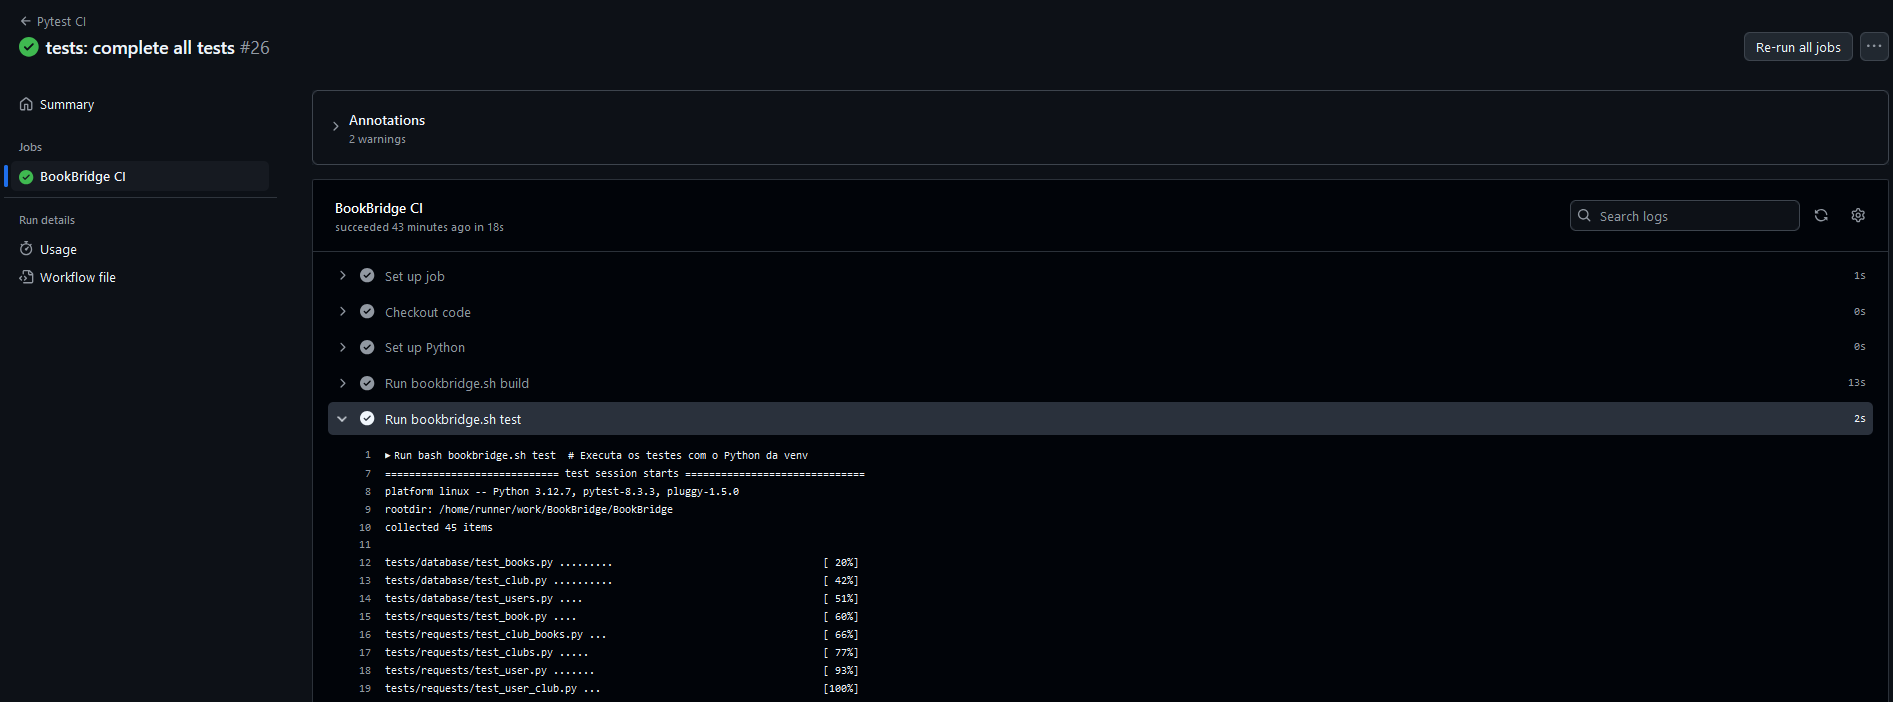 Pytest CI
tests: complete all tests #26
Re-run all jobs
Summary
Jobs
BookBridge CI
Run details
Usage
Workflow file
Annotations
2 warnings
BookBridge CI
succeeded 43 minutes ago in 18s
Search logs
Set up job 1s
Checkout code 0s
Set up Python 0s
Run bookbridge.sh build 13s
Run bookbridge.sh test 2s
1 ▶ Run bash bookbridge.sh test  # Executa os testes com o Python da venv
7 ============================= test session starts ==============================
8 platform linux -- Python 3.12.7, pytest-8.3.3, pluggy-1.5.0
9 rootdir: /home/runner/work/BookBridge/BookBridge
10 collected 45 items
11
12 tests/database/test_books.py ......... [ 20%]
13 tests/database/test_club.py .......... [ 42%]
14 tests/database/test_users.py .... [ 51%]
15 tests/requests/test_book.py .... [ 60%]
16 tests/requests/test_club_books.py ... [ 66%]
17 tests/requests/test_clubs.py ..... [ 77%]
18 tests/requests/test_user.py ....... [ 93%]
19 tests/requests/test_user_club.py ... [100%]